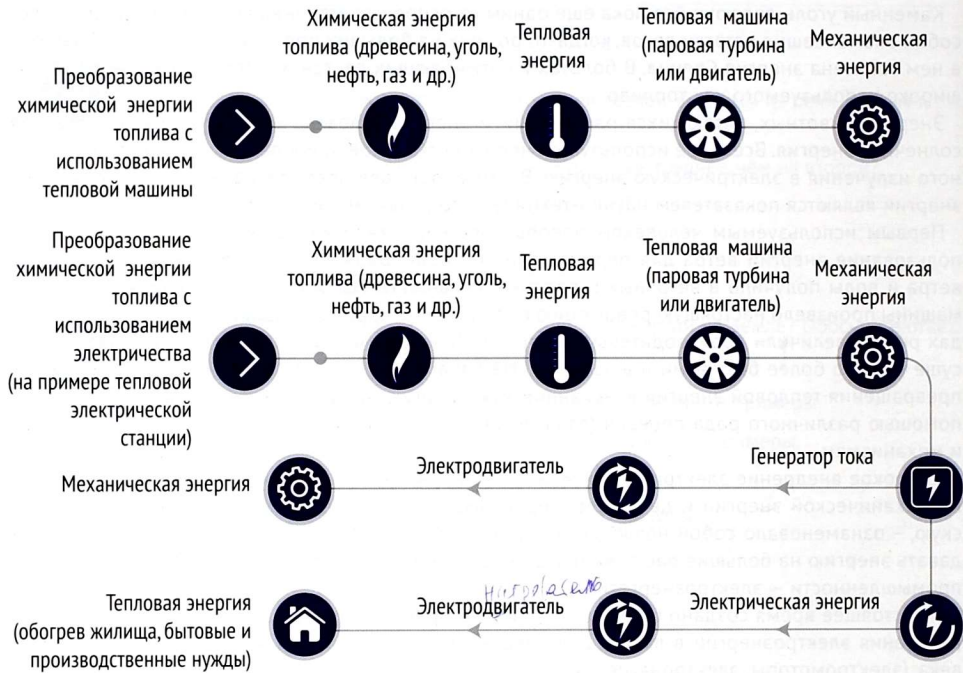 Преобразование
химической энергии
топлива с
использованием
тепловой машины
Химическая энергия
топлива (древесина, уголь,
нефть, газ и др.)
Тепловая
энергия
Тепловая машина
(паровая турбина
или двигатель)
Механическая
энергия
Преобразование
химической энергии
топлива с
использованием
электричества
(на примере тепловой
электрической
станции)
Химическая энергия
топлива (древесина, уголь,
нефть, газ и др.)
Тепловая
энергия
Тепловая машина
(паровая турбина
или двигатель)
Механическая
энергия
Механическая энергия
Электродвигатель
Генератор тока
Тепловая энергия
(обогрев жилища, бытовые и
производственные нужды)
Электродвигатель
Электрическая энергия